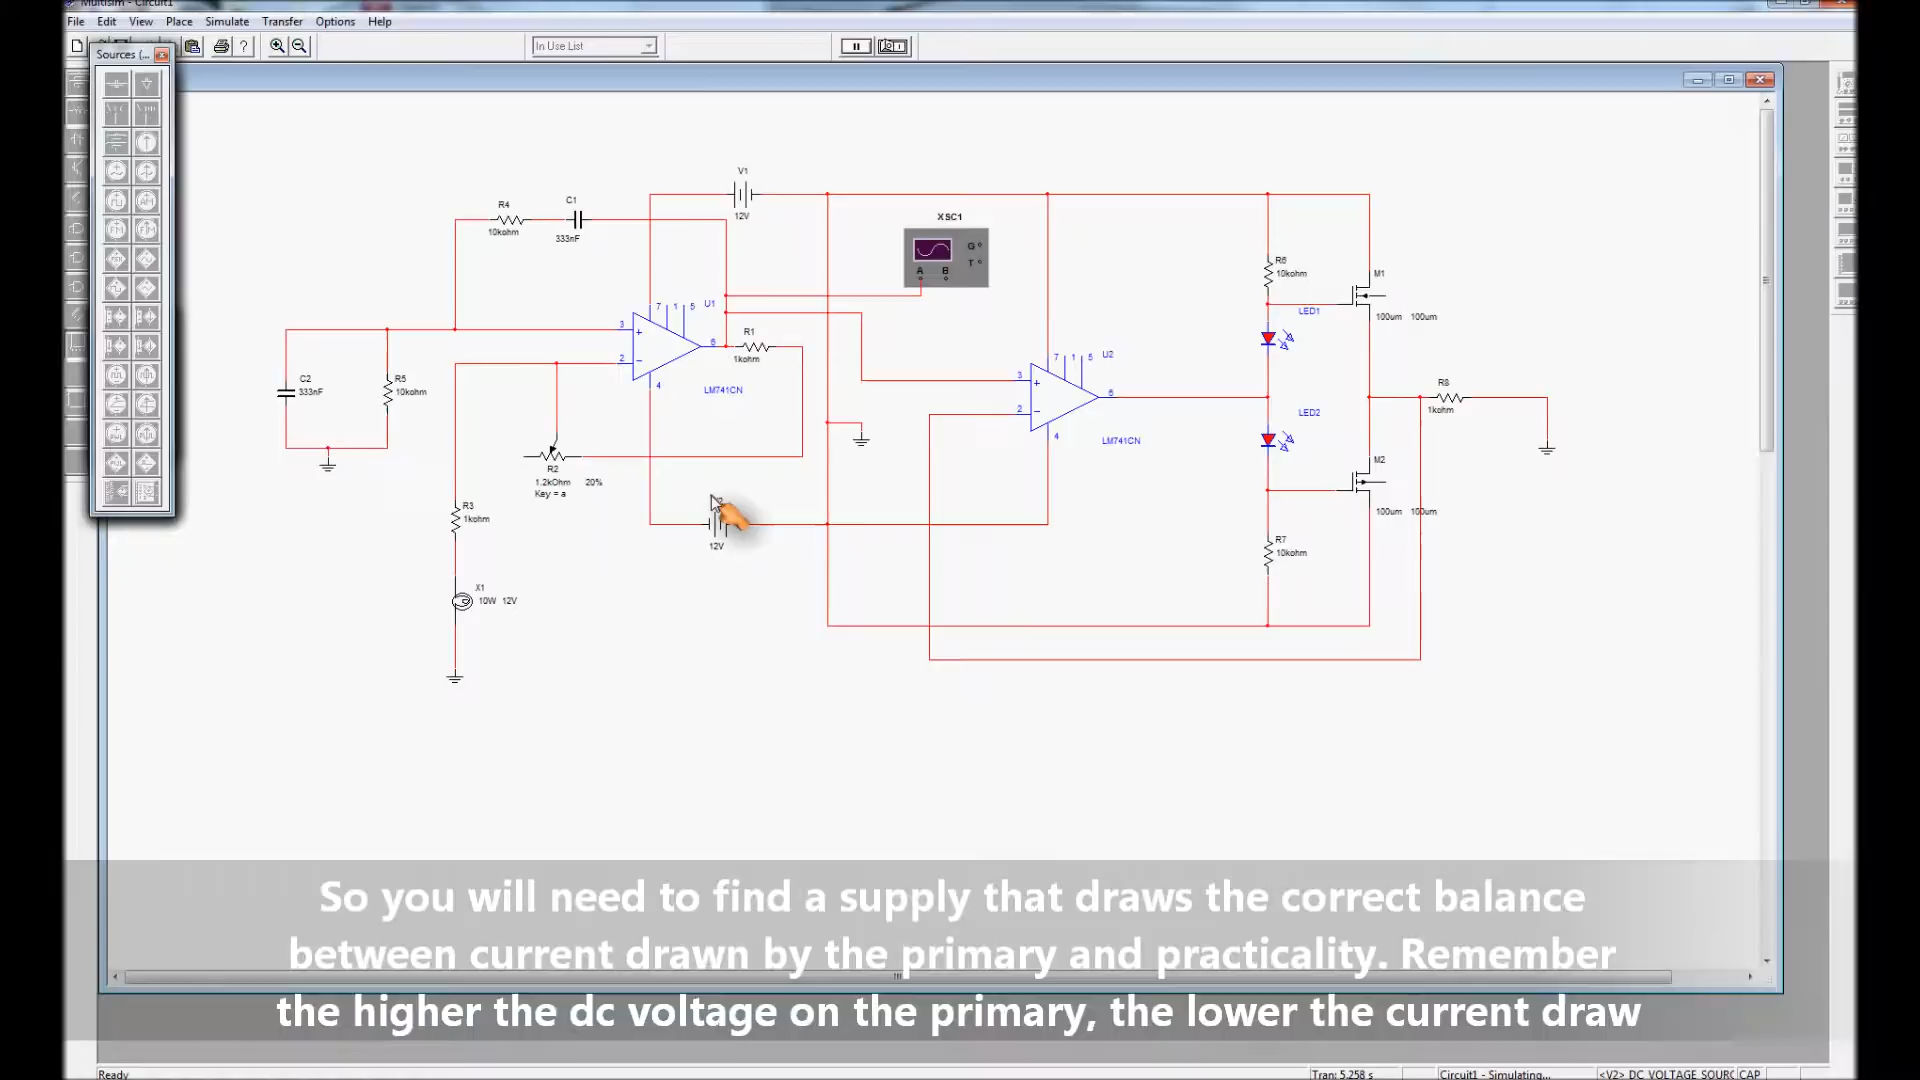 Multisim - Circuit1
File Edit View Place Simulate Transfer Options Help
In Use List
Sources (...
V1
12V
R4
10kohm
C1
333nF
XSC1
G
T
A B
U1
7 1 5
3
2
6
4
LM741CN
R1
1kohm
C2
333nF
R5
10kohm
R2
1.2kOhm 20%
Key = a
R3
1kohm
X1
10W 12V
12V
U2
7 1 5
3
2
6
4
LM741CN
R6
10kohm
LED1
M1
100um 100um
LED2
M2
100um 100um
R7
10kohm
R8
1kohm
So you will need to find a supply that draws the correct balance
between current drawn by the primary and practicality. Remember
the higher the dc voltage on the primary, the lower the current draw
Ready
Tran: 5.258 s
Circuit1 - Simulating...
<V2> DC VOLTAGE SOURC CAP